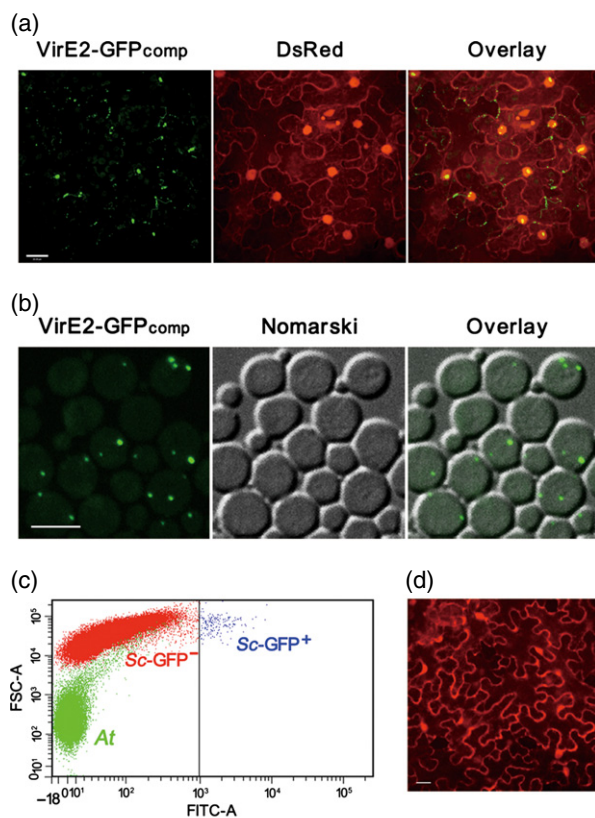 (a)
VirE2-GFPcomp DsRed Overlay
(b)
VirE2-GFPcomp Nomarski Overlay
(c) (d)
FSC-A
10⁵
10⁴
10³
10²
0 10¹
Sc-GFP⁻ Sc-GFP⁺
At
−18 0 10¹ 10² 10³ 10⁴ 10⁵
FITC-A